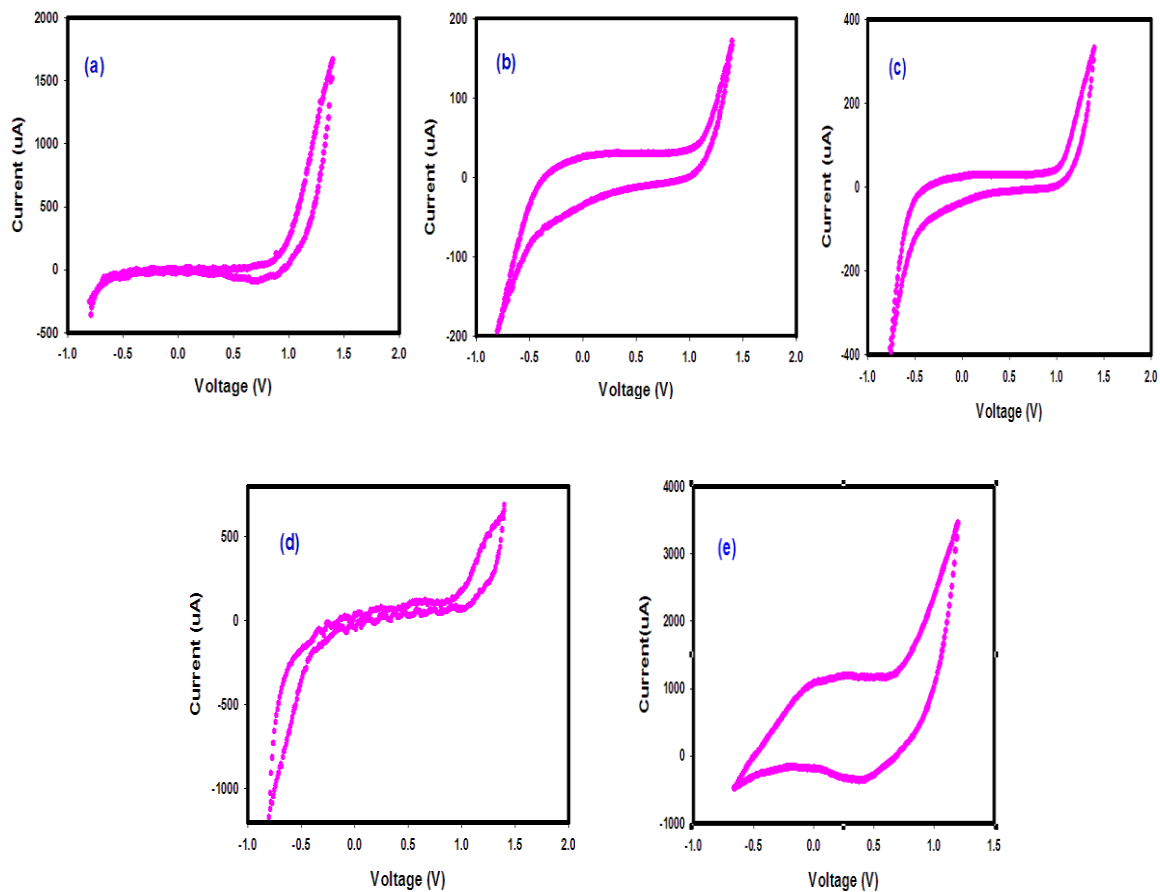 (a)
2000
1500
1000
500
0
-500
-1.0 -0.5 0.0 0.5 1.0 1.5 2.0
Current (uA)
Voltage (V)
(b)
200
100
0
-100
-200
-1.0 -0.5 0.0 0.5 1.0 1.5 2.0
Current (uA)
Voltage (V)
(c)
400
200
0
-200
-400
-1.0 -0.5 0.0 0.5 1.0 1.5 2.0
Current (uA)
Voltage (V)
(d)
500
0
-500
-1000
-1.0 -0.5 0.0 0.5 1.0 1.5 2.0
Current (uA)
Voltage (V)
(e)
4000
3000
2000
1000
0
-1000
-1.0 -0.5 0.0 0.5 1.0 1.5
Current(uA)
Voltage (V)